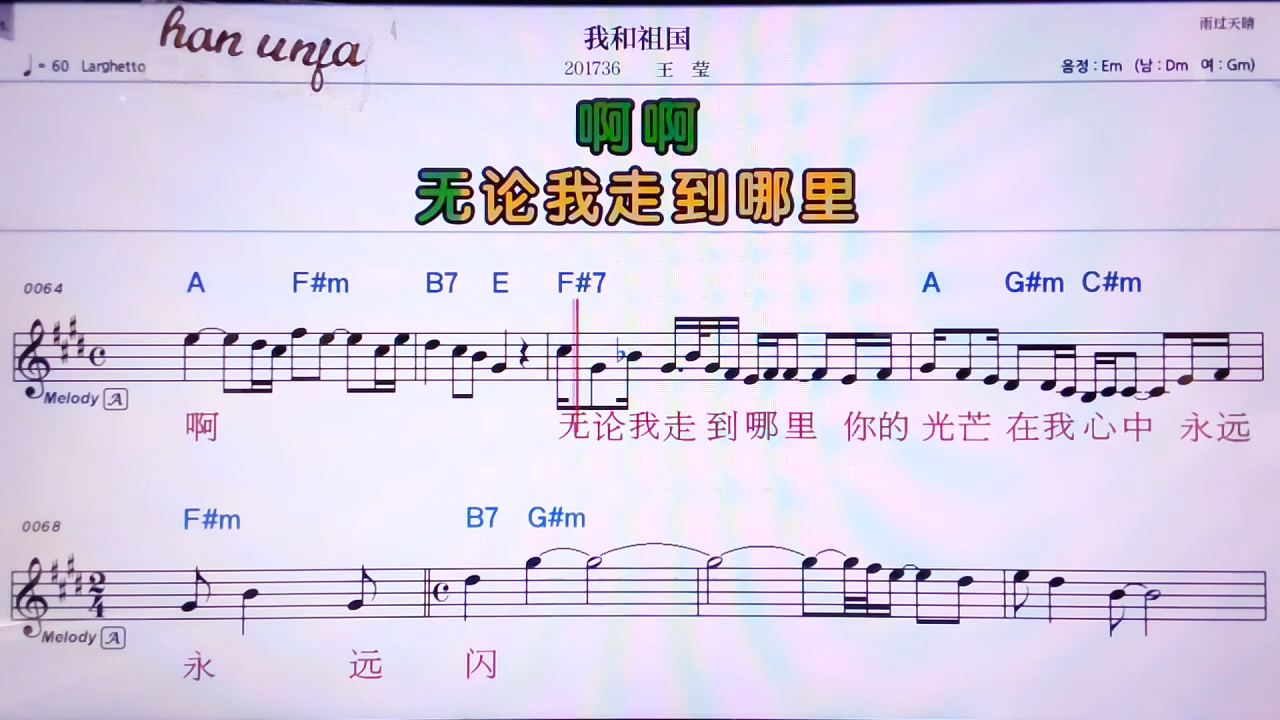 han unfa
我和祖国
雨过天晴
♩= 60 Larghetto
201736 王 莹
음정 : Em (남 : Dm 여 : Gm)
啊 啊
无论我走到哪里
0064
A F#m B7 E F#7 A G#m C#m
Melody A
啊 无论我走到哪里 你的光芒 在我心中 永远
0068
F#m B7 G#m
2/4
Melody A
永 远 闪